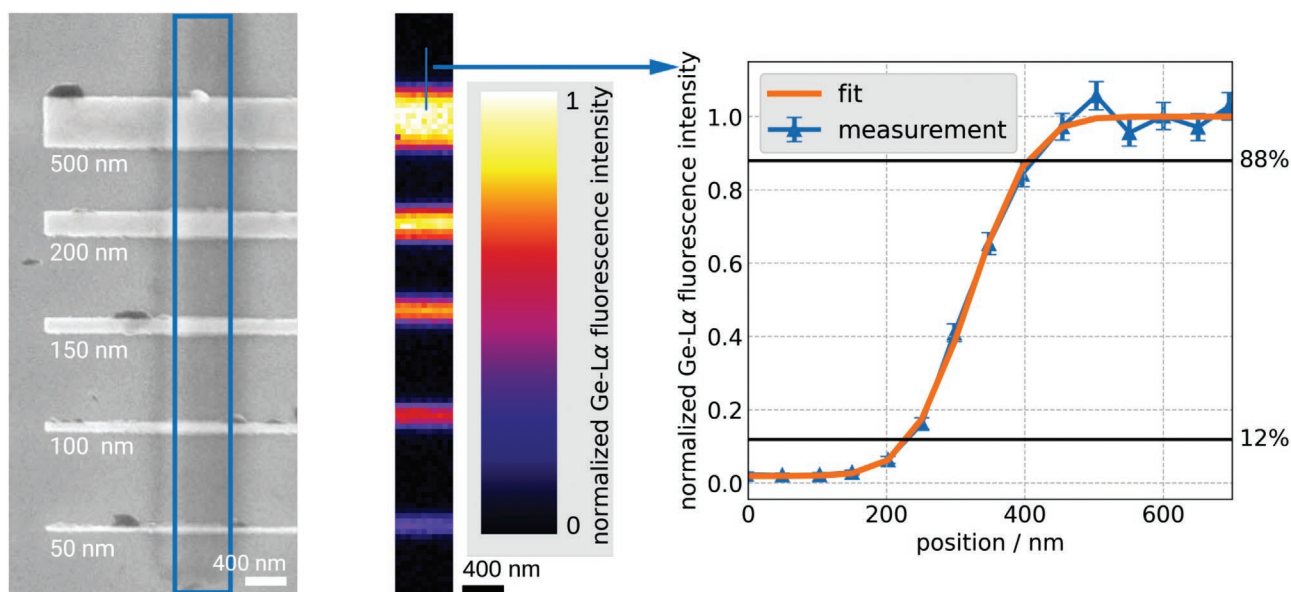 500 nm
200 nm
150 nm
100 nm
50 nm
400 nm
1
0
normalized Ge-Lα fluorescence intensity
400 nm
normalized Ge-Lα fluorescence intensity
1.0
0.8
0.6
0.4
0.2
0.0
fit
measurement
88%
12%
0
200
400
600
position / nm